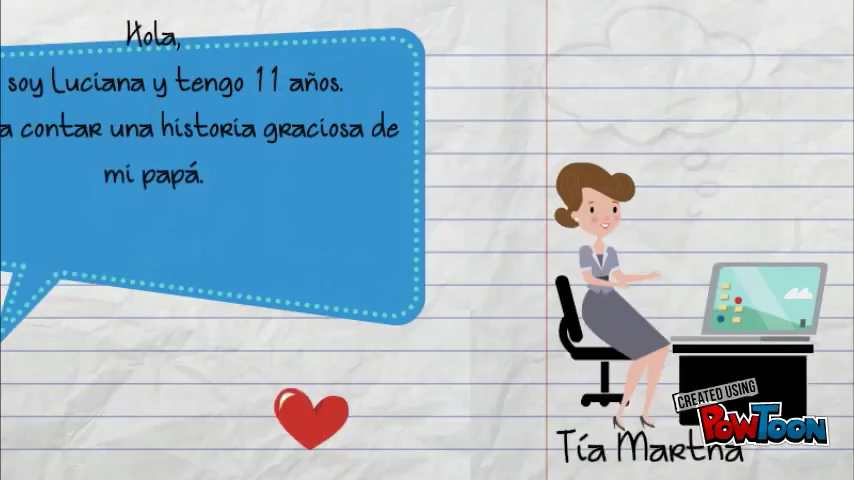 Hola,
soy Luciana y tengo 11 años.
a contar una historia graciosa de
mi papá.
CREATED USING
POWTOON
Tía Martha